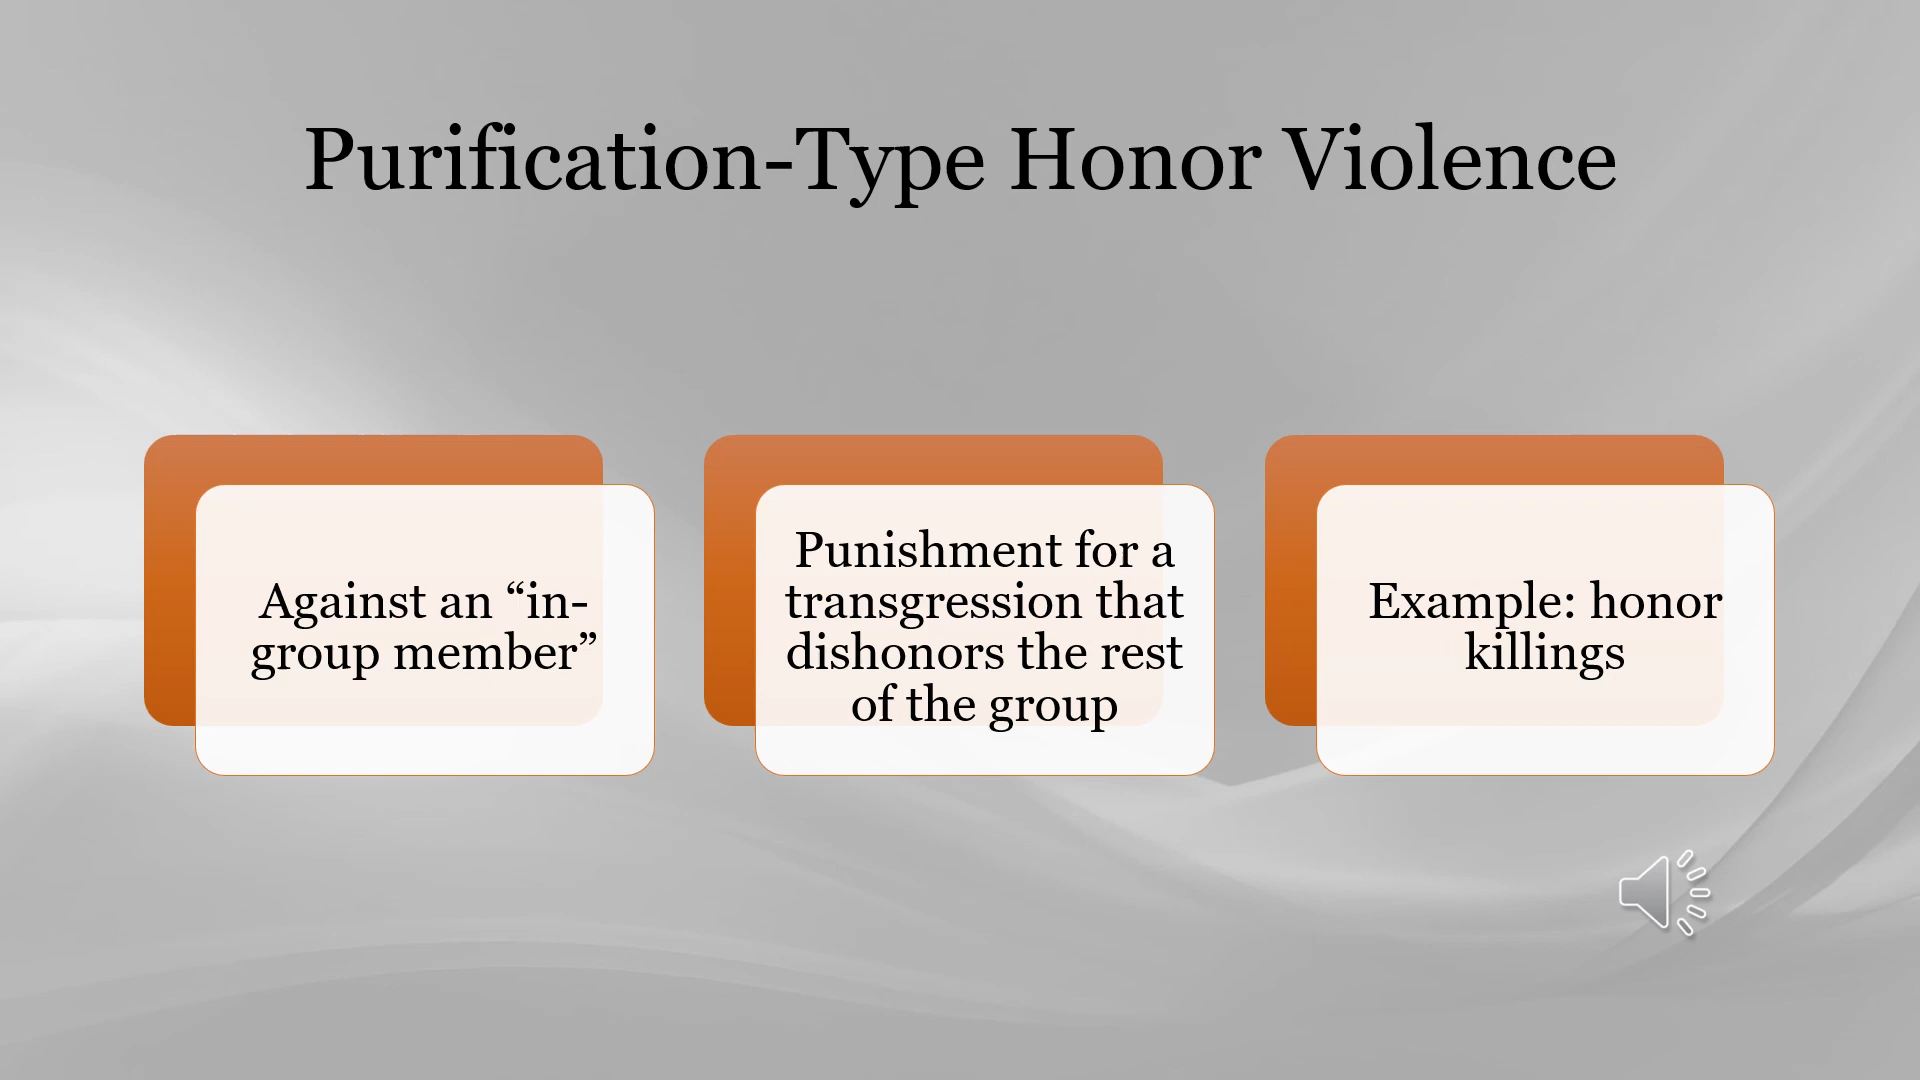 Purification-Type Honor Violence
Against an “in-
group member”
Punishment for a
transgression that
dishonors the rest
of the group
Example: honor
killings